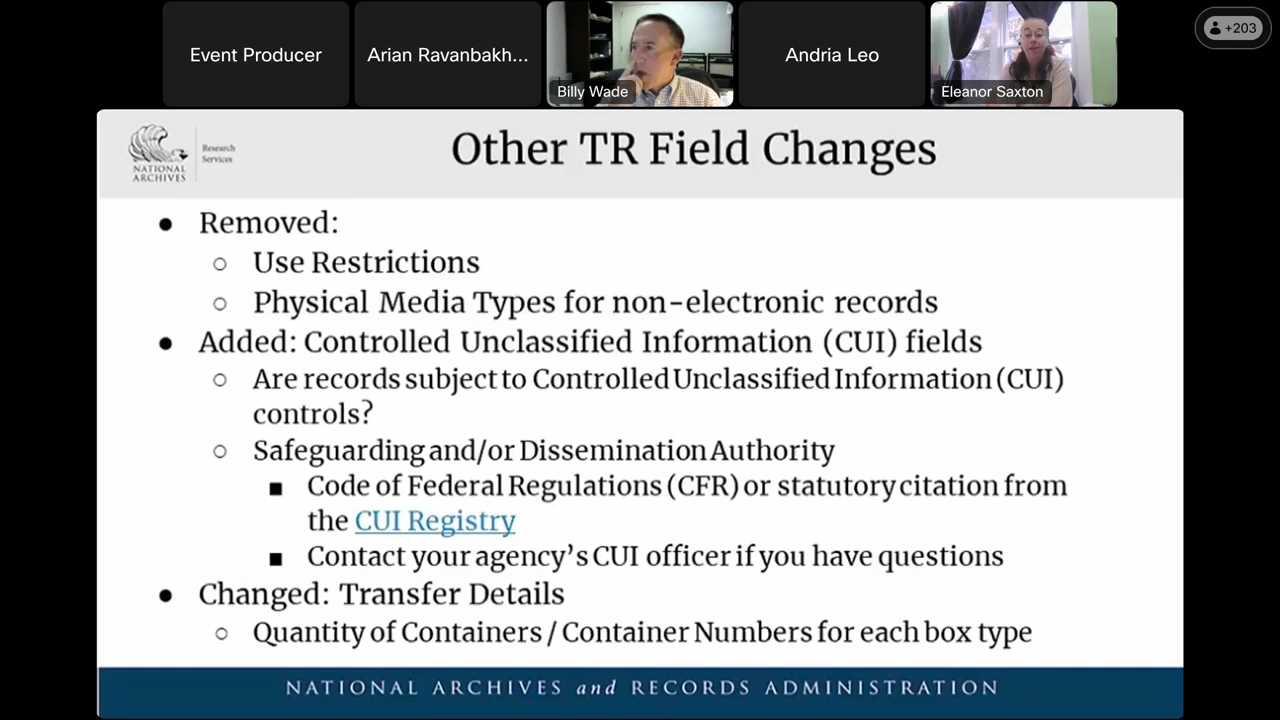 Event Producer
Arian Ravanbakh...
Billy Wade
Andria Leo
Eleanor Saxton
+203
NATIONAL
ARCHIVES
Research
Services
Other TR Field Changes
● Removed:
○ Use Restrictions
○ Physical Media Types for non-electronic records
● Added: Controlled Unclassified Information (CUI) fields
○ Are records subject to Controlled Unclassified Information (CUI)
controls?
○ Safeguarding and/or Dissemination Authority
■ Code of Federal Regulations (CFR) or statutory citation from
the CUI Registry
■ Contact your agency's CUI officer if you have questions
● Changed: Transfer Details
○ Quantity of Containers / Container Numbers for each box type
NATIONAL ARCHIVES and RECORDS ADMINISTRATION